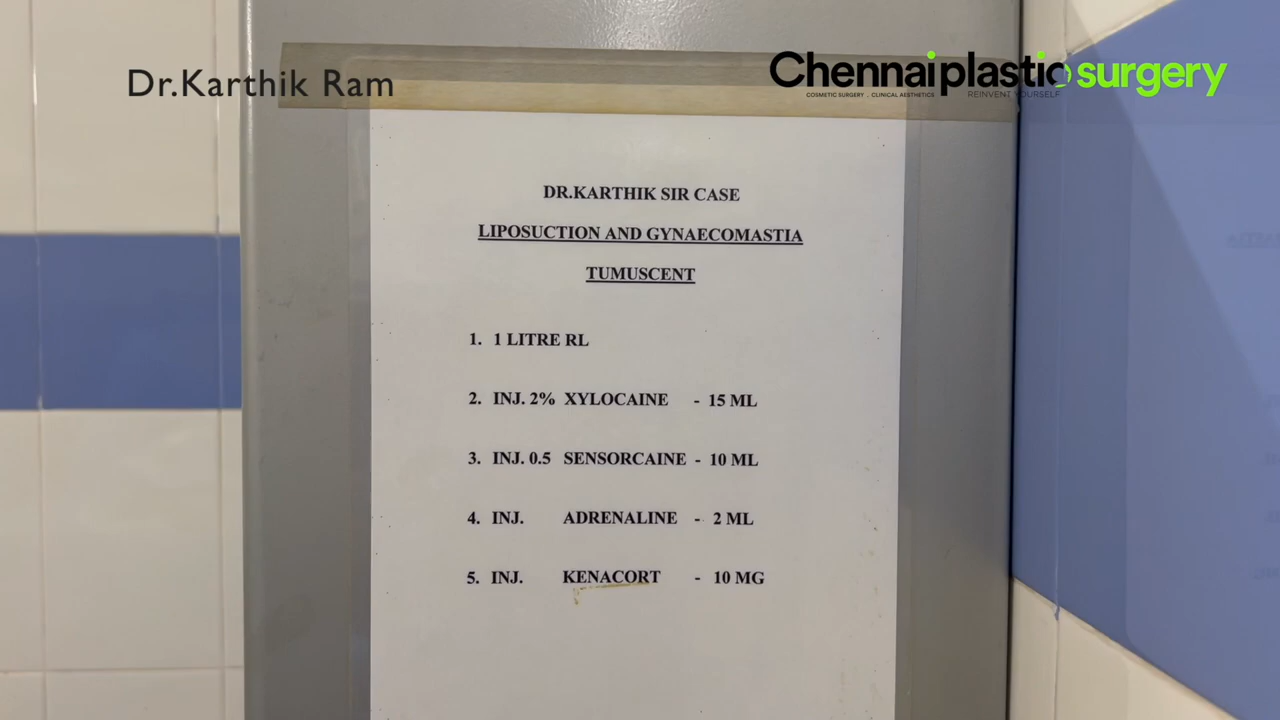 Dr.Karthik Ram
Chennaiplastic surgery
COSMETIC SURGERY . CLINICAL AESTHETICS REINVENT YOURSELF
DR.KARTHIK SIR CASE
LIPOSUCTION AND GYNAECOMASTIA
TUMUSCENT
1. 1 LITRE RL
2. INJ. 2% XYLOCAINE - 15 ML
3. INJ. 0.5 SENSORCAINE - 10 ML
4. INJ. ADRENALINE - 2 ML
5. INJ. KENACORT - 10 MG